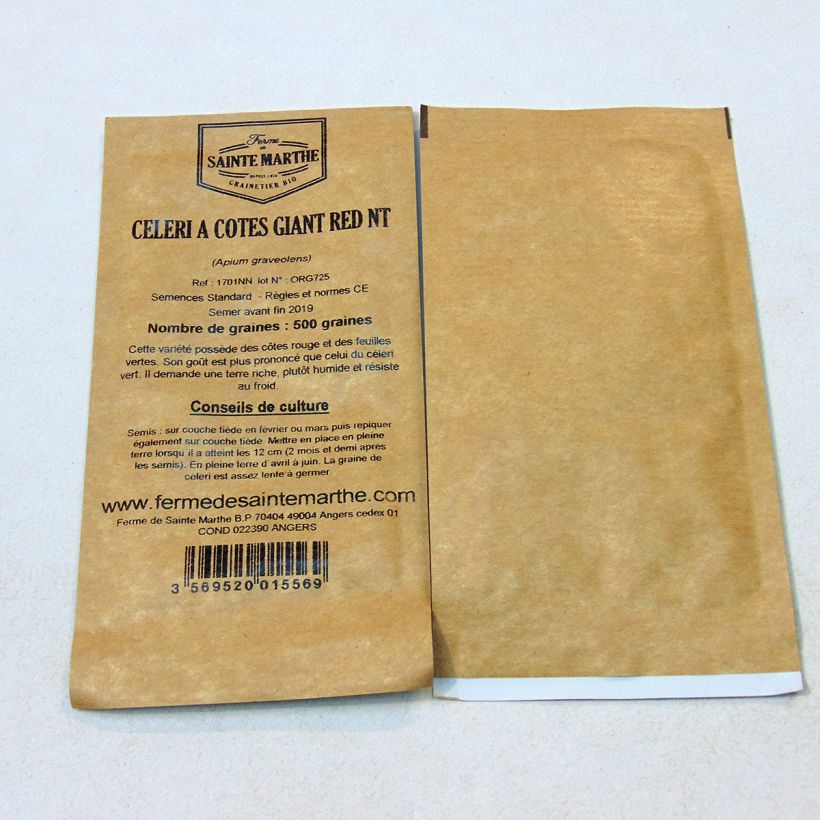 Ferme
de
SAINTE MARTHE
DEPUIS 1974
GRAINETIER BIO
CELERI A COTES GIANT RED NT
(Apium graveolens)
Ref : 1701NN lot N° : ORG725
Semences Standard - Règles et normes CE
Semer avant fin 2019
Nombre de graines : 500 graines
Cette variété possède des côtes rouge et des feuilles
vertes. Son goût est plus prononcé que celui du céleri
vert. Il demande une terre riche, plutôt humide et résiste
au froid.
Conseils de culture
Semis : sur couche tiède en février ou mars puis repiquer
également sur couche tiède. Mettre en place en pleine
terre lorsqu'il a atteint les 12 cm (2 mois et demi après
les semis). En pleine terre d'avril à juin. La graine de
céleri est assez lente à germer.
www.fermedesaintemarthe.com
Ferme de Sainte Marthe B.P 70404 49004 Angers cedex 01
COND 022390 ANGERS
3 569520 015569